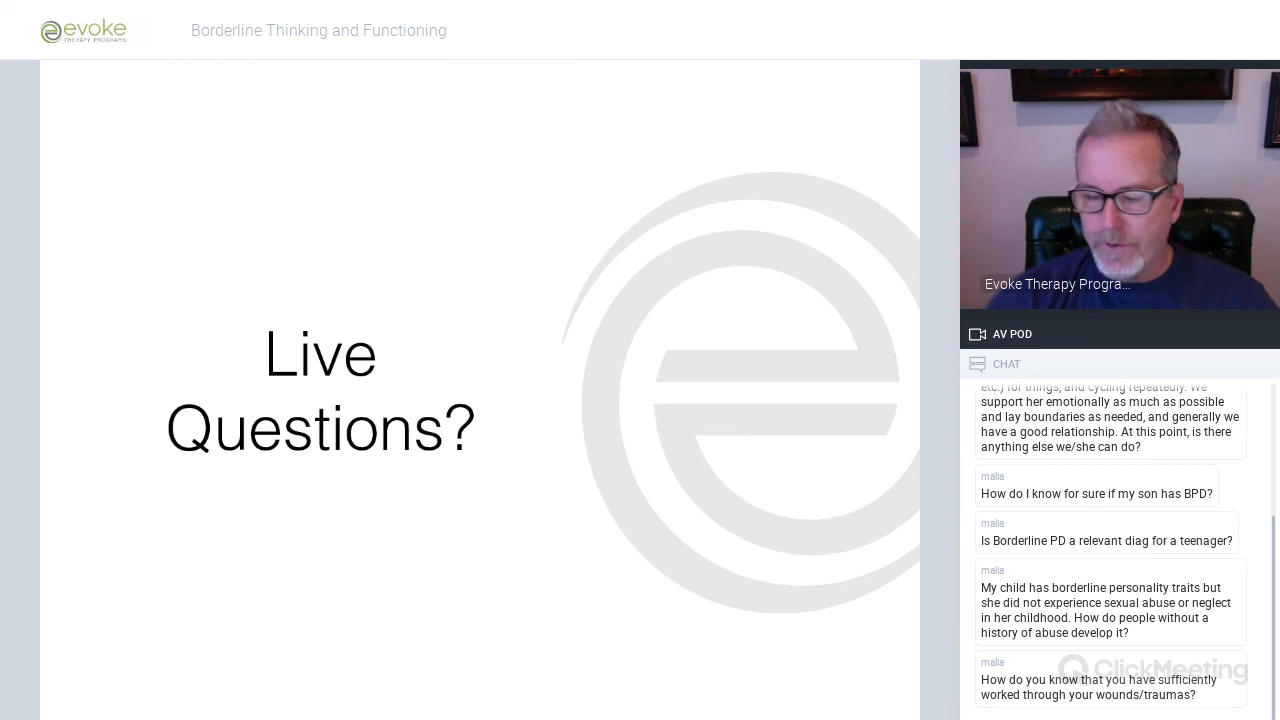 evoke
THERAPY PROGRAMS
Borderline Thinking and Functioning
Live
Questions?
Evoke Therapy Progra...
AV POD
CHAT
etc.) for things, and cycling repeatedly. We
support her emotionally as much as possible
and lay boundaries as needed, and generally we
have a good relationship. At this point, is there
anything else we/she can do?
malia
How do I know for sure if my son has BPD?
malia
Is Borderline PD a relevant diag for a teenager?
malia
My child has borderline personality traits but
she did not experience sexual abuse or neglect
in her childhood. How do people without a
history of abuse develop it?
malia
How do you know that you have sufficiently
worked through your wounds/traumas?
ClickMeeting